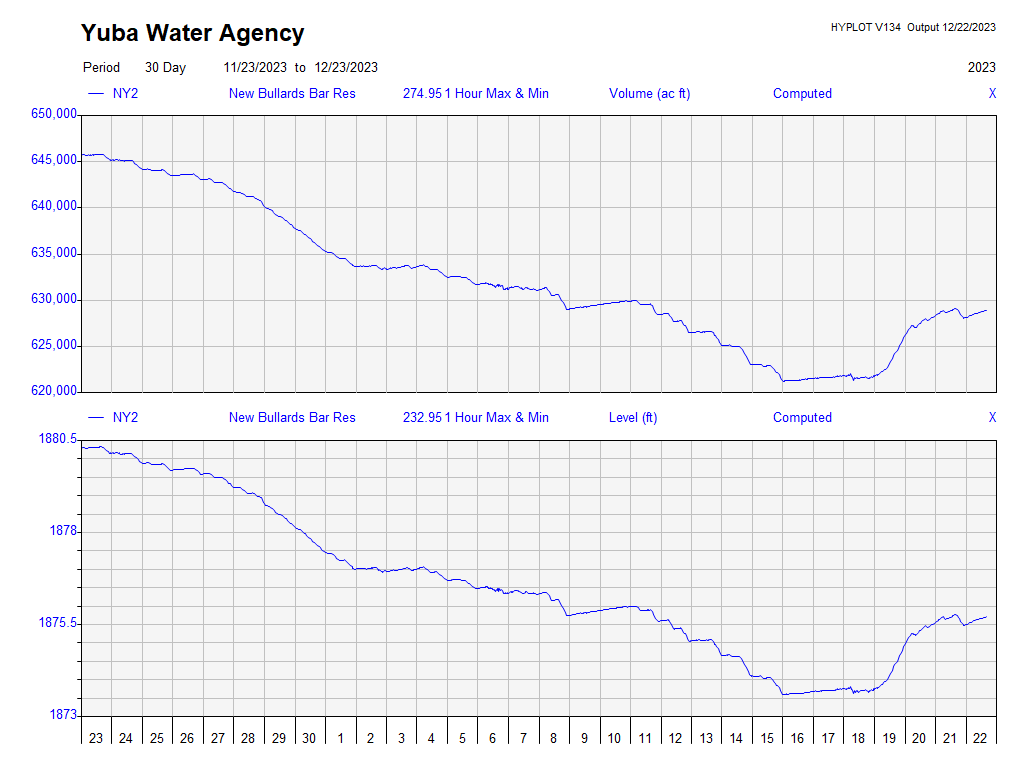 Yuba Water Agency
HYPLOT V134 Output 12/22/2023
Period 30 Day 11/23/2023 to 12/23/2023 2023
NY2 New Bullards Bar Res 274.95 1 Hour Max & Min Volume (ac ft) Computed X
650,000
645,000
640,000
635,000
630,000
625,000
620,000
NY2 New Bullards Bar Res 232.95 1 Hour Max & Min Level (ft) Computed X
1880.5
1878
1875.5
1873
23 24 25 26 27 28 29 30 1 2 3 4 5 6 7 8 9 10 11 12 13 14 15 16 17 18 19 20 21 22